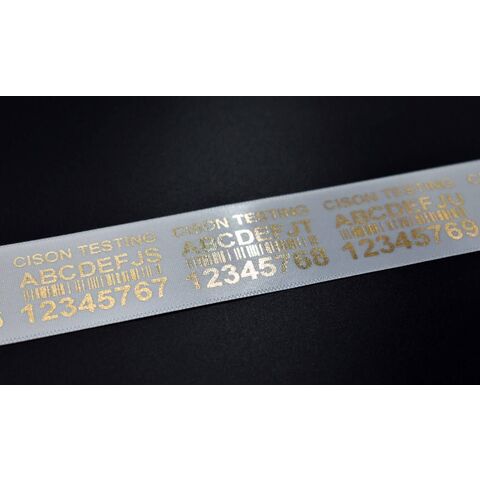 CISON TESTING
ABCDEFJS
12345767
CISON TESTING
ABCDEFJT
12345768
CISON TESTING
ABCDEFJU
12345769